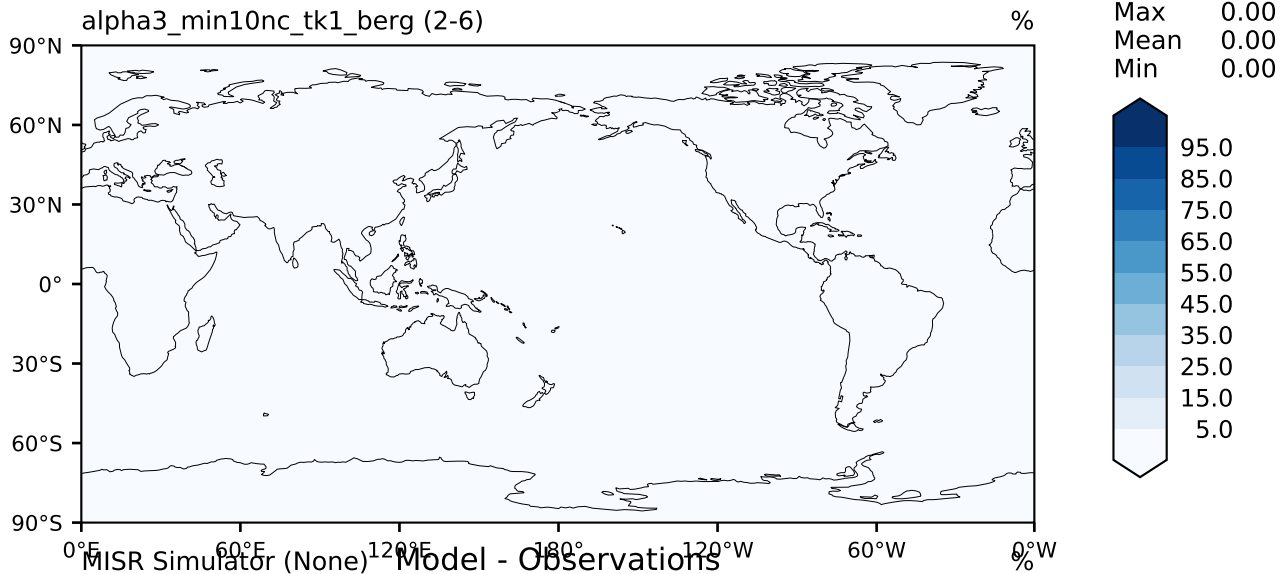 alpha3_min10nc_tk1_berg (2-6) %
Max 0.00
Mean 0.00
Min 0.00
90°N
60°N
30°N
0°
30°S
60°S
90°S
95.0
85.0
75.0
65.0
55.0
45.0
35.0
25.0
15.0
5.0
0°E 60°E 120°E 180° 120°W 60°W 0°W
MISR Simulator (None) Model - Observations %